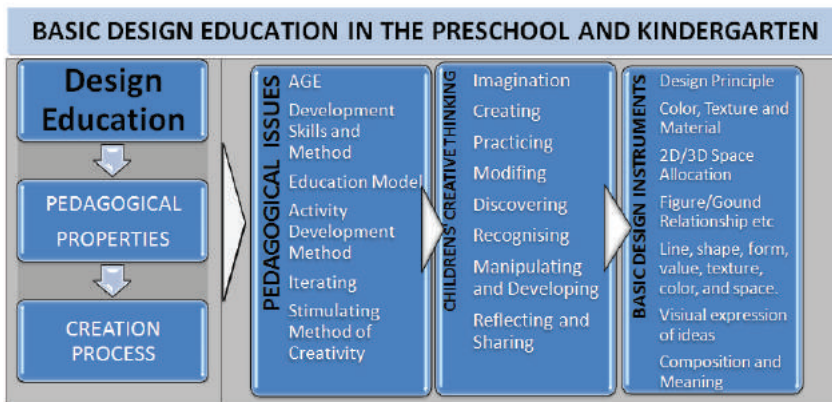 BASIC DESIGN EDUCATION IN THE PRESCHOOL AND KINDERGARTEN
Design
Education
PEDAGOGICAL
PROPERTIES
CREATION
PROCESS
PEDAGOGICAL ISSUES
AGE
Development
Skills and
Method
Education Model
Activity
Development
Method
Iterating
Stimulating
Method of
Creativity
CHILDRENS' CREATIVE THINKING
Imagination
Creating
Practicing
Modifing
Discovering
Recognising
Manipulating
and Developing
Reflecting and
Sharing
BASIC DESIGN INSTRUMENTS
Design Principle
Color, Texture and
Material
2D/3D Space
Allocation
Figure/Gound
Relationship etc
Line, shape, form,
value, texture,
color, and space.
Visiual expression
of ideas
Composition and
Meaning